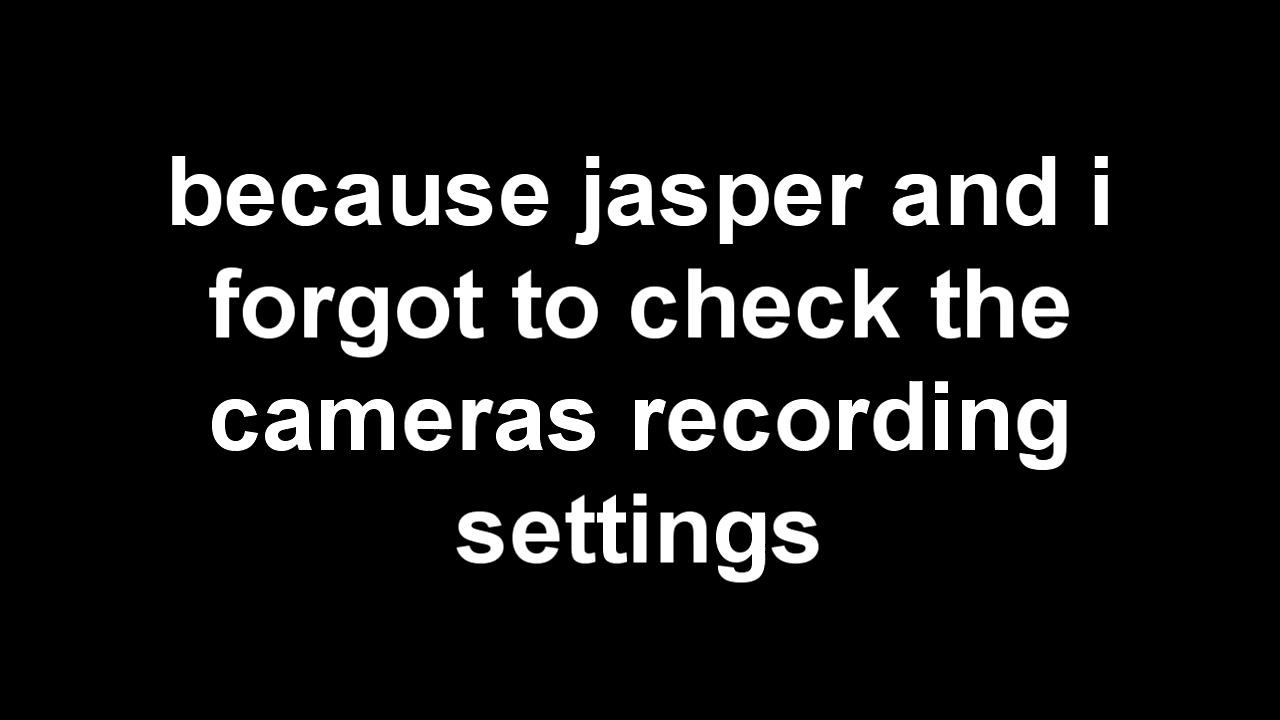 because jasper and i
forgot to check the
cameras recording
settings